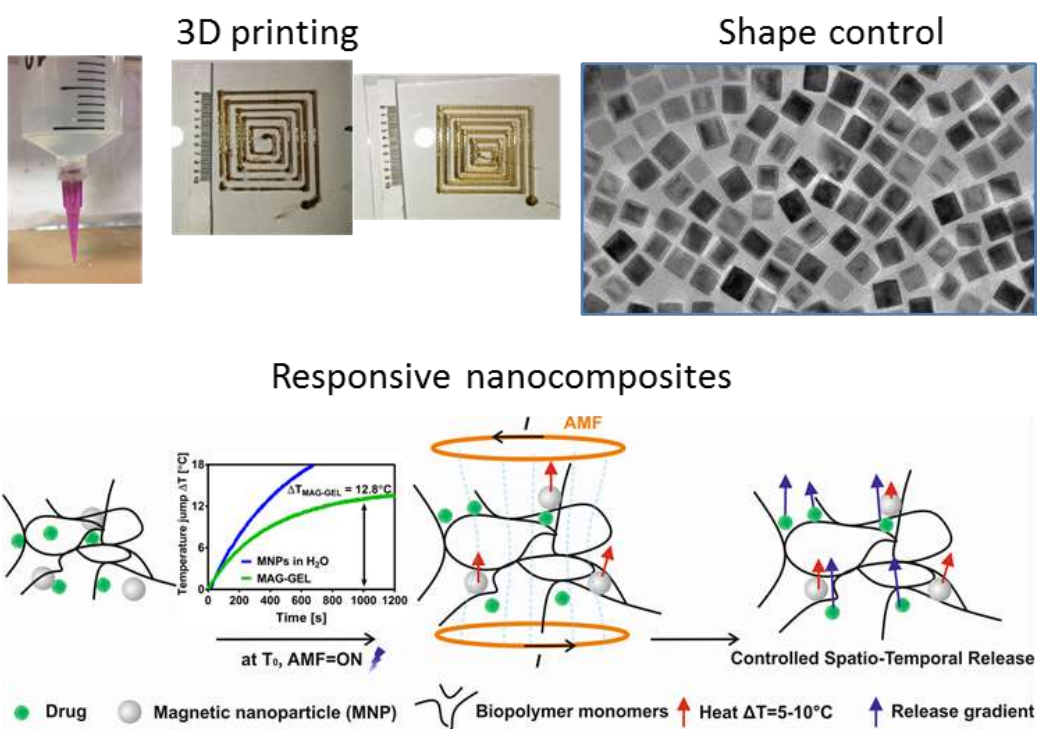 3D printing
Shape control
Responsive nanocomposites
I
AMF
Temperature jump ΔT [°C]
18
12
6
0
ΔT_MAG-GEL = 12.8°C
MNPs in H₂O
MAG-GEL
0 200 400 600 800 1000 1200
Time [s]
at T₀, AMF=ON
I
Controlled Spatio-Temporal Release
Drug
Magnetic nanoparticle (MNP)
Biopolymer monomers
Heat ΔT=5-10°C
Release gradient